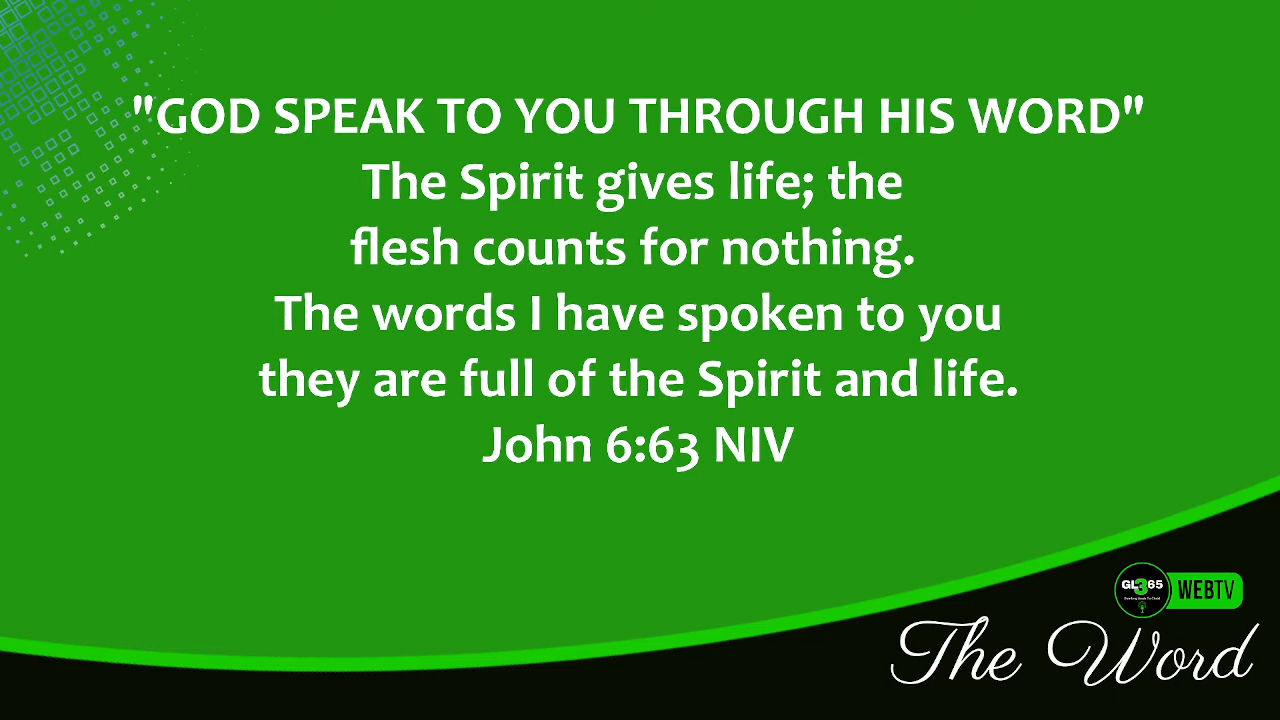 "GOD SPEAK TO YOU THROUGH HIS WORD"
The Spirit gives life; the
flesh counts for nothing.
The words I have spoken to you
they are full of the Spirit and life.
John 6:63 NIV
GL365
WEBTV
The Word